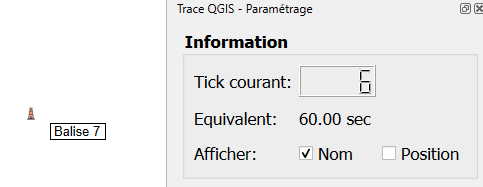 Trace QGIS - Paramétrage
Information
Tick courant: 6
Equivalent: 60.00 sec
Afficher: Nom Position
Balise 7